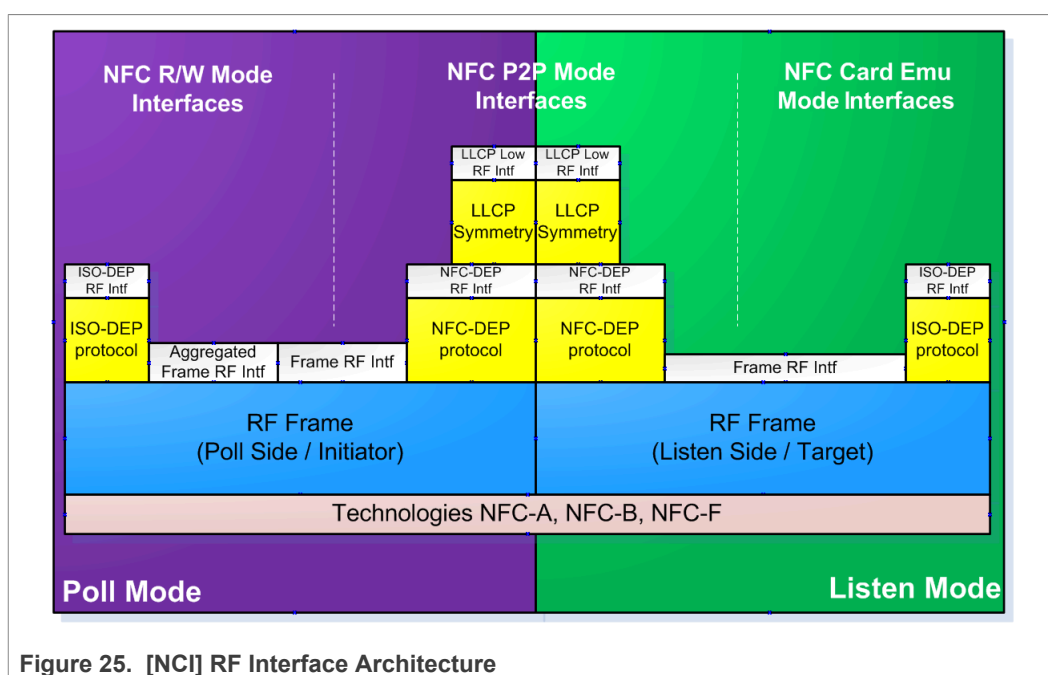 NFC R/W Mode
Interfaces
NFC P2P Mode
Interfaces
NFC Card Emu
Mode Interfaces
LLCP Low
RF Intf
LLCP Low
RF Intf
LLCP
Symmetry
LLCP
Symmetry
ISO-DEP
RF Intf
NFC-DEP
RF Intf
NFC-DEP
RF Intf
ISO-DEP
RF Intf
ISO-DEP
protocol
Aggregated
Frame RF Intf
Frame RF Intf
NFC-DEP
protocol
NFC-DEP
protocol
Frame RF Intf
ISO-DEP
protocol
RF Frame
(Poll Side / Initiator)
RF Frame
(Listen Side / Target)
Technologies NFC-A, NFC-B, NFC-F
Poll Mode
Listen Mode
Figure 25. [NCI] RF Interface Architecture